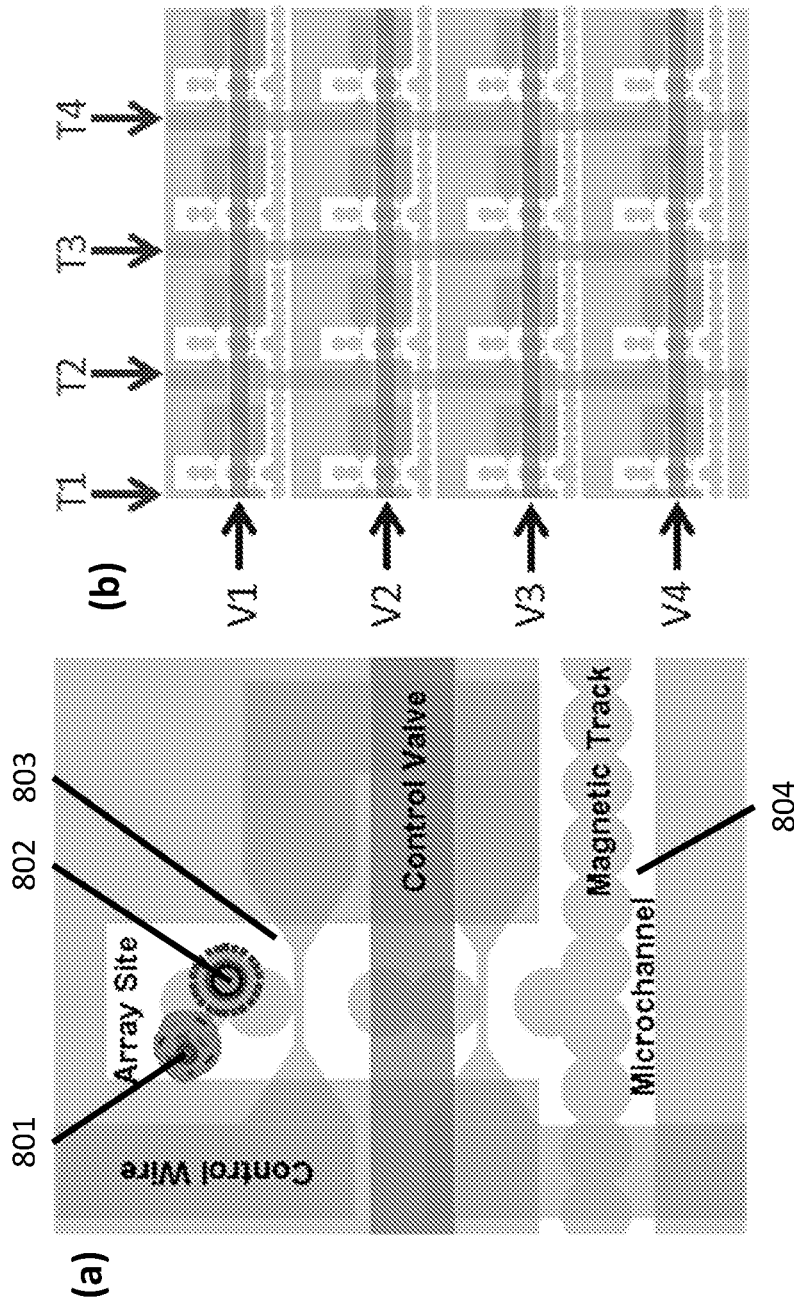 (a)
801
802
803
Array Site
Control Wire
Control Valve
Magnetic Track
Microchannel
804
(b)
T1
T2
T3
T4
V1
V2
V3
V4